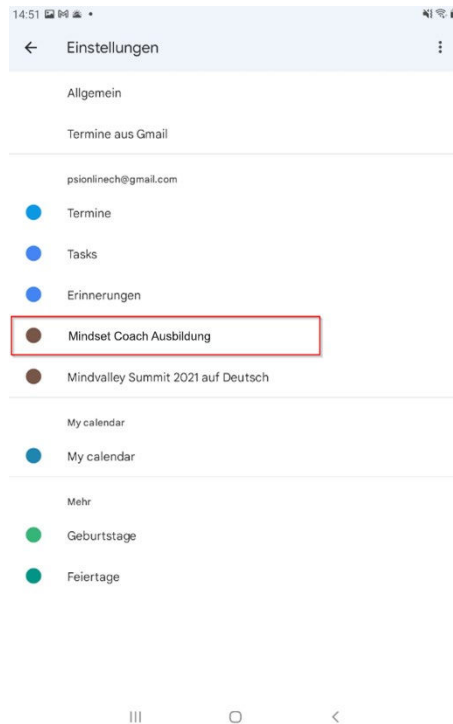 14:51
Einstellungen
Allgemein
Termine aus Gmail
psionlinech@gmail.com
Termine
Tasks
Erinnerungen
Mindset Coach Ausbildung
Mindvalley Summit 2021 auf Deutsch
My calendar
My calendar
Mehr
Geburtstage
Feiertage